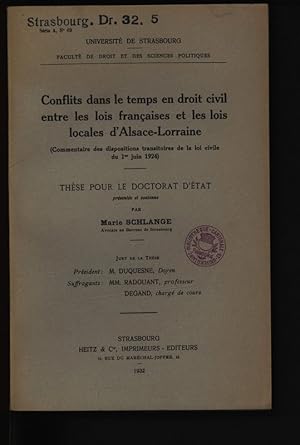 Strasbourg. Dr. 32, 5
Série A, N° 60
UNIVERSITÉ DE STRASBOURG
FACULTÉ DE DROIT ET DES SCIENCES POLITIQUES
Conflits dans le temps en droit civil
entre les lois françaises et les lois
locales d'Alsace-Lorraine
(Commentaire des dispositions transitoires de la loi civile
du 1er juin 1924)
THÈSE POUR LE DOCTORAT D'ÉTAT
présentée et soutenue
PAR
Marie SCHLANGE
Avocate au Barreau de Strasbourg
JURY DE LA THÈSE
Président: M. DUQUESNE, Doyen
Suffragants: MM. RADOUANT, professeur
DEGAND, chargé de cours
STRASBOURG
HEITZ & Cie, IMPRIMEURS - EDITEURS
RUE DU MARÉCHAL-JOFFRE
1932